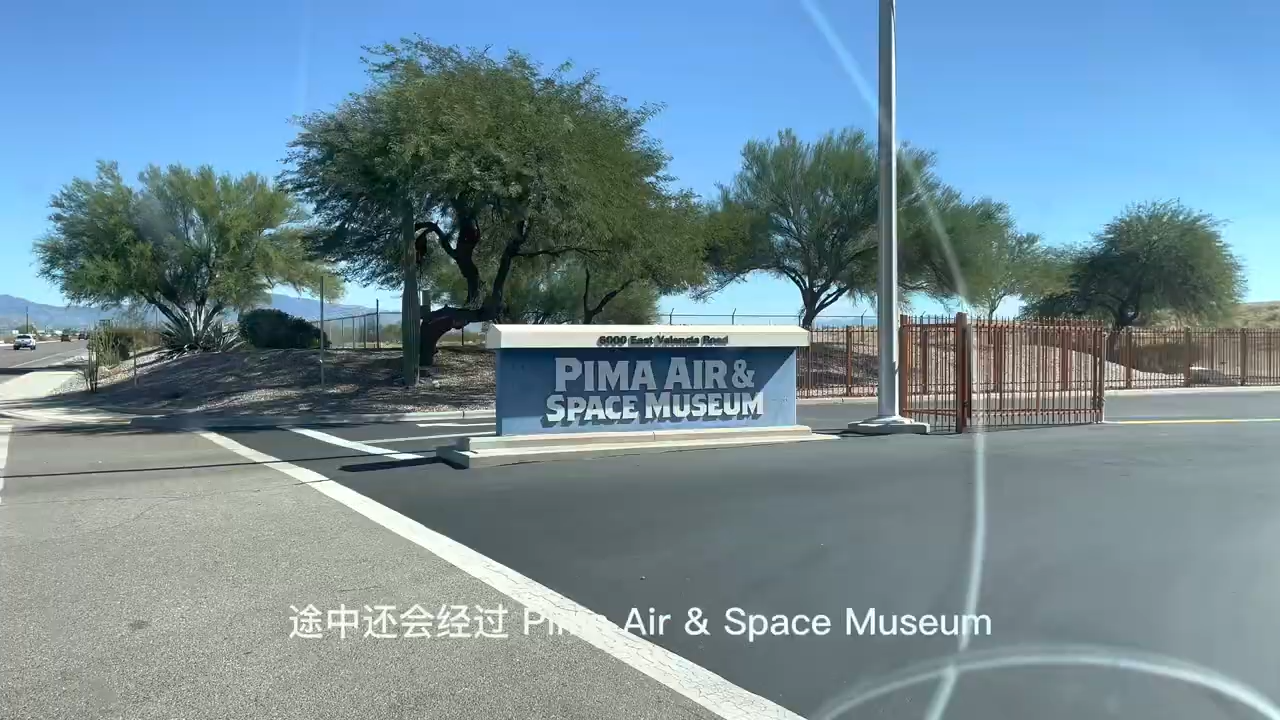 6000 East Valencia Road
PIMA AIR &
SPACE MUSEUM
途中还会经过 Pima Air & Space Museum